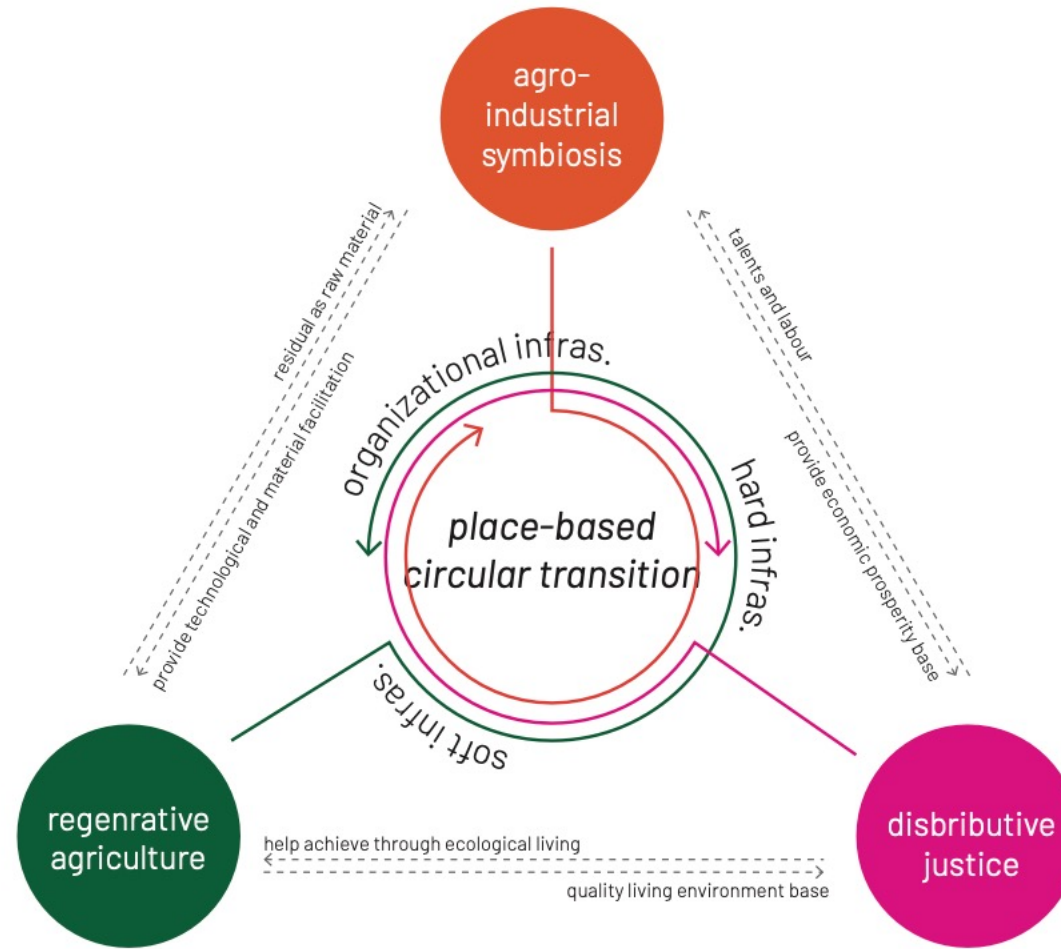 agro-
industrial
symbiosis
residual as raw material
provide technological and material facilitation
talents and labour
provide economic prosperity base
organizational infras.
hard infras.
soft infras.
place-based
circular transition
regenrative
agriculture
help achieve through ecological living
quality living environment base
disbributive
justice